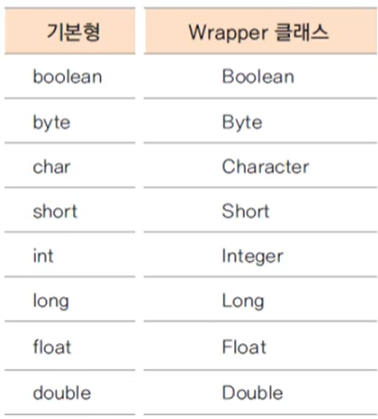 기본형 Wrapper 클래스
boolean Boolean
byte Byte
char Character
short Short
int Integer
long Long
float Float
double Double